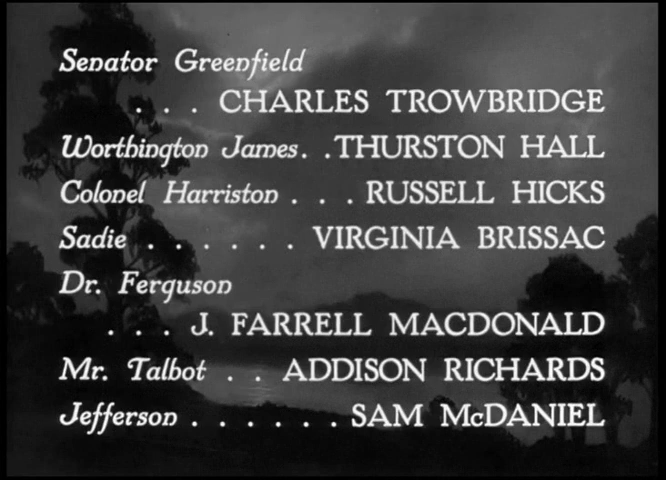 Senator Greenfield
. . . CHARLES TROWBRIDGE
Worthington James. .THURSTON HALL
Colonel Harriston . . . RUSSELL HICKS
Sadie . . . . . . VIRGINIA BRISSAC
Dr. Ferguson
. . . J. FARRELL MACDONALD
Mr. Talbot . . ADDISON RICHARDS
Jefferson . . . . . . SAM McDANIEL